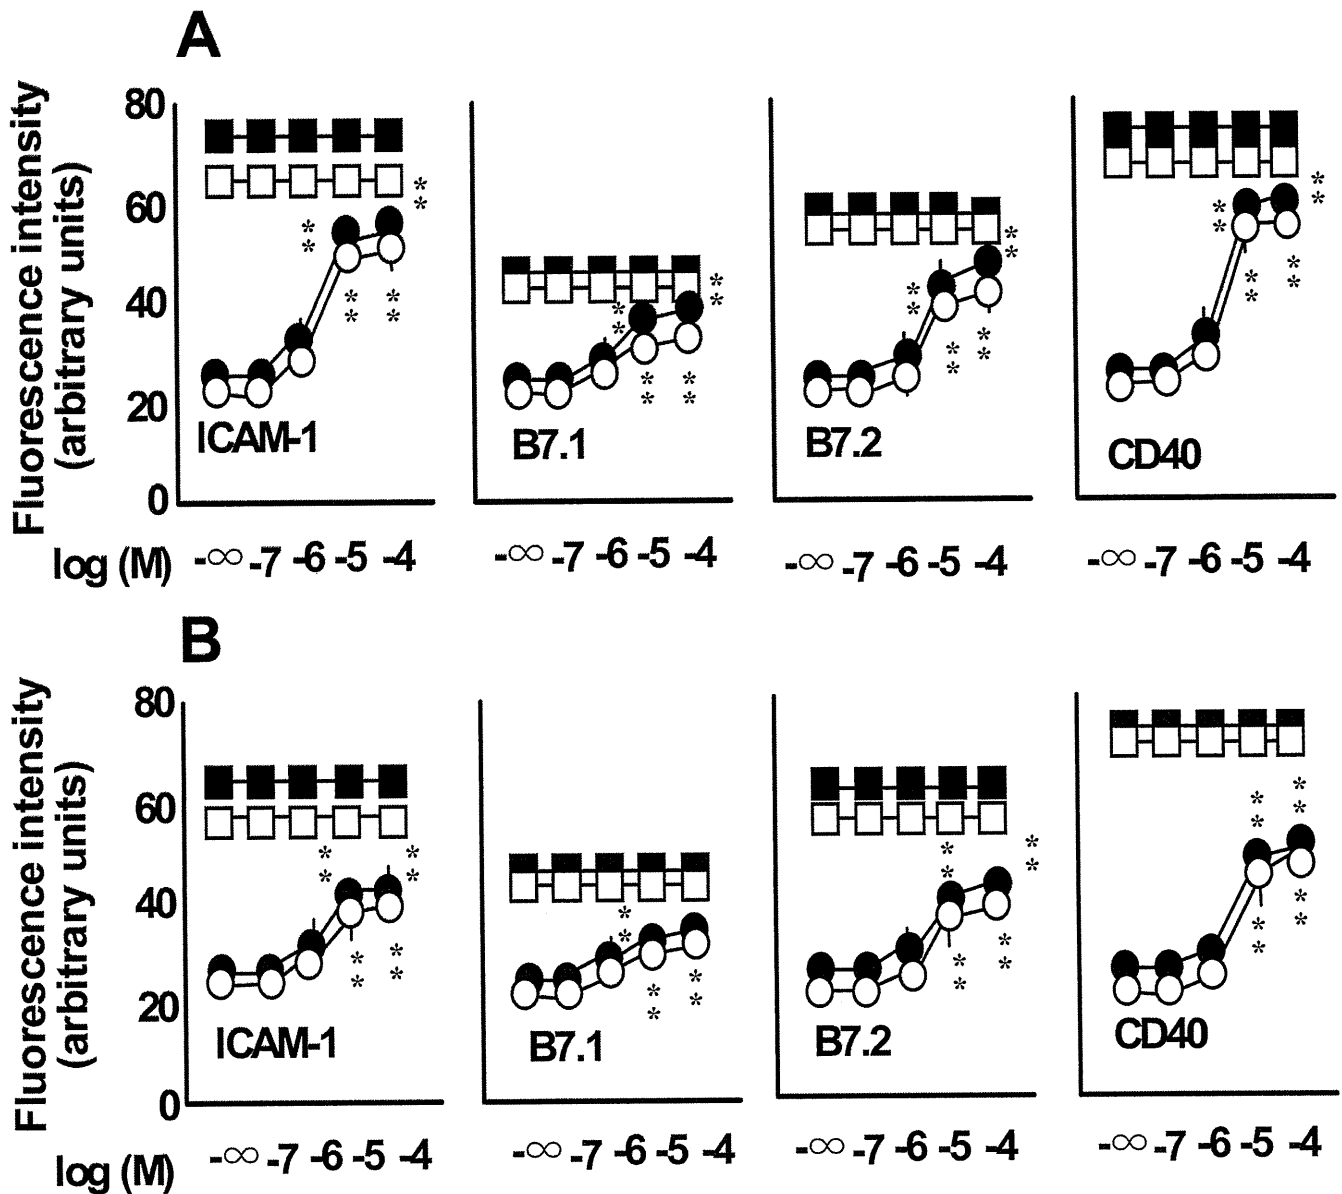 A
Fluorescence intensity
(arbitrary units)
80
60
40
20
0
* *
* *
* *
* *
ICAM-1
* *
* *
* *
* *
B7.1
* *
* *
* *
* *
B7.2
* *
* *
* *
* *
CD40
log (M) -∞ -7 -6 -5 -4
-∞ -7 -6 -5 -4
-∞ -7 -6 -5 -4
-∞ -7 -6 -5 -4
B
Fluorescence intensity
(arbitrary units)
80
60
40
20
0
* *
* *
* *
* *
ICAM-1
* *
* *
* *
B7.1
* *
* *
* *
* *
B7.2
* *
* *
* *
* *
CD40
log (M) -∞ -7 -6 -5 -4
-∞ -7 -6 -5 -4
-∞ -7 -6 -5 -4
-∞ -7 -6 -5 -4